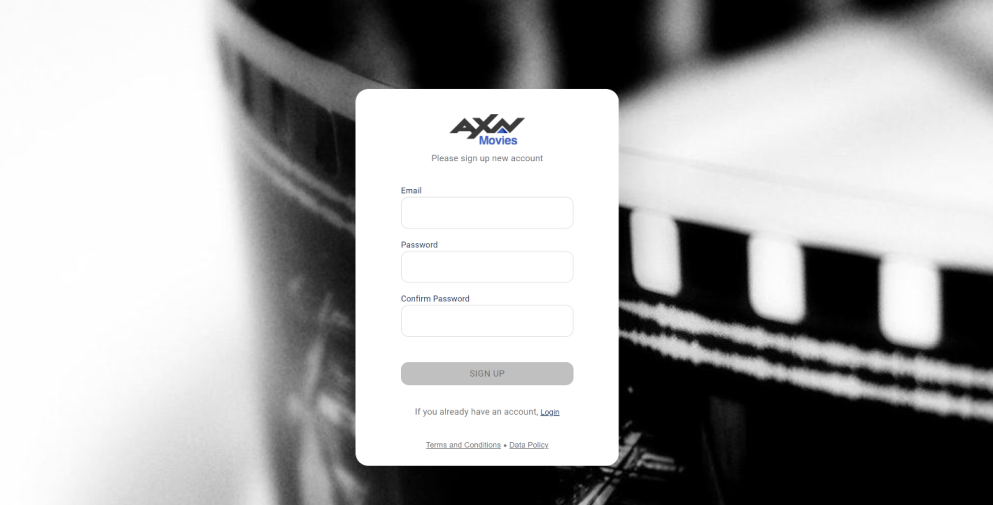 AXN
Movies
Please sign up new account
Email
Password
Confirm Password
SIGN UP
If you already have an account, Login
Terms and Conditions • Data Policy